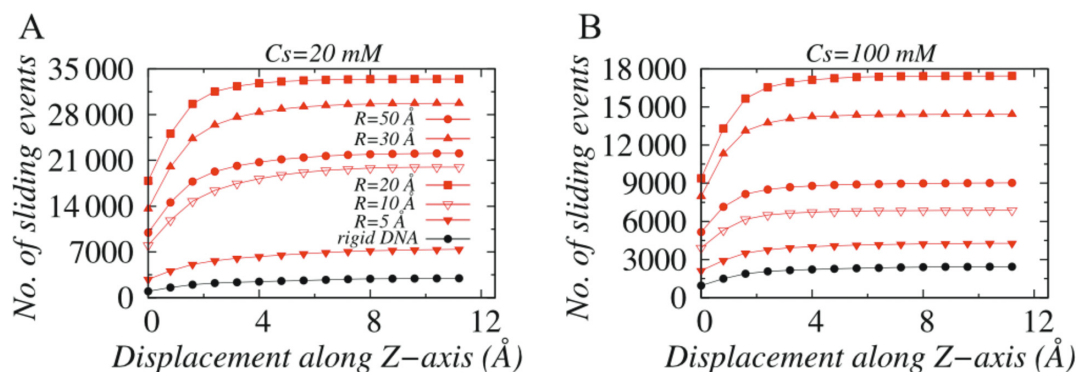 A
Cs=20 mM
No. of sliding events
35 000
28 000
21 000
14 000
7000
0
R=50 Å
R=30 Å
R=20 Å
R=10 Å
R=5 Å
rigid DNA
0 4 8 12
Displacement along Z-axis (Å)
B
Cs=100 mM
No. of sliding events
18 000
15 000
12 000
9000
6000
3000
0
0 4 8 12
Displacement along Z-axis (Å)